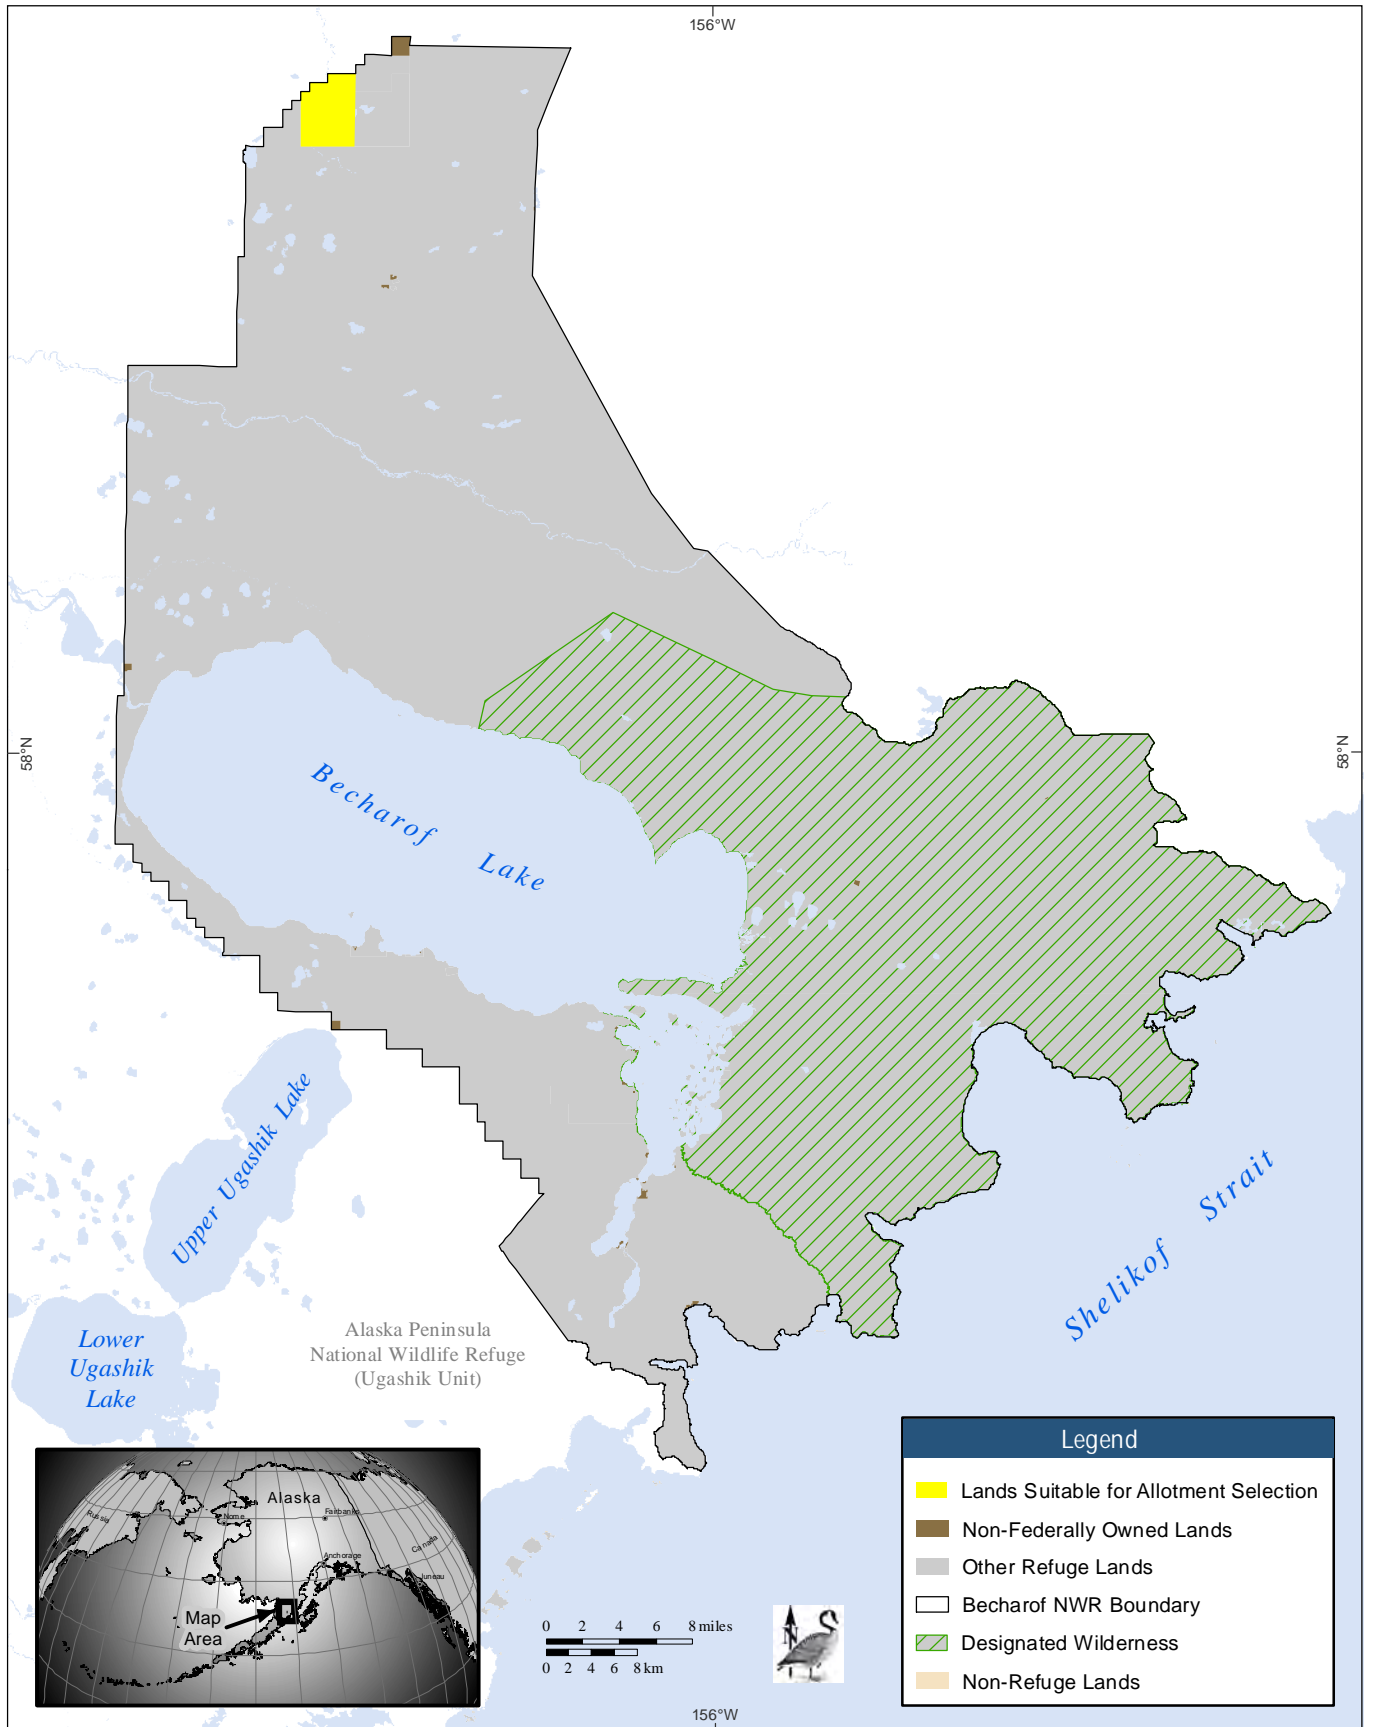 156°W
58°N
58°N
Becharof Lake
Upper Ugashik Lake
Lower
Ugashik
Lake
Shelikof Strait
Alaska Peninsula
National Wildlife Refuge
(Ugashik Unit)
Legend
Lands Suitable for Allotment Selection
Non-Federally Owned Lands
Other Refuge Lands
Becharof NWR Boundary
Designated Wilderness
Non-Refuge Lands
Alaska
Russia
Nome
Fairbanks
Canada
Anchorage
Juneau
Map
Area
0 2 4 6 8 miles
0 2 4 6 8 km
N
156°W